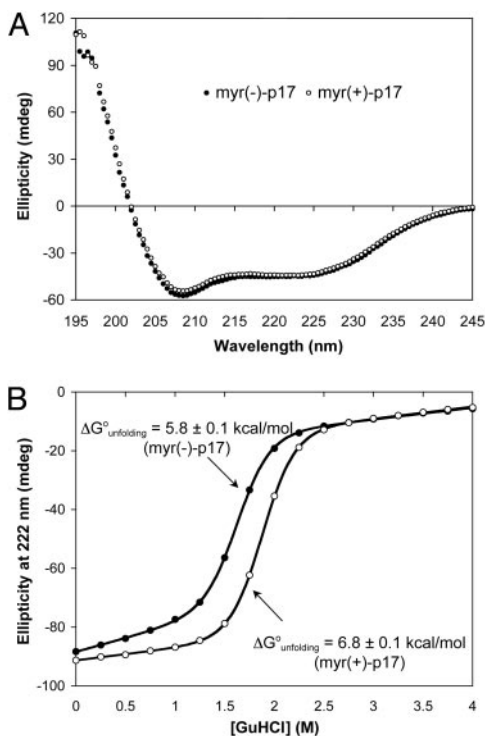 A
120
90
60
30
0
-30
-60
Ellipticity (mdeg)
myr(-)-p17 myr(+)-p17
195 200 205 210 215 220 225 230 235 240 245
Wavelength (nm)
B
0
-20
-40
-60
-80
-100
Ellipticity at 222 nm (mdeg)
ΔG°unfolding = 5.8 ± 0.1 kcal/mol
(myr(-)-p17)
ΔG°unfolding = 6.8 ± 0.1 kcal/mol
(myr(+)-p17)
0 0.5 1 1.5 2 2.5 3 3.5 4
[GuHCl] (M)